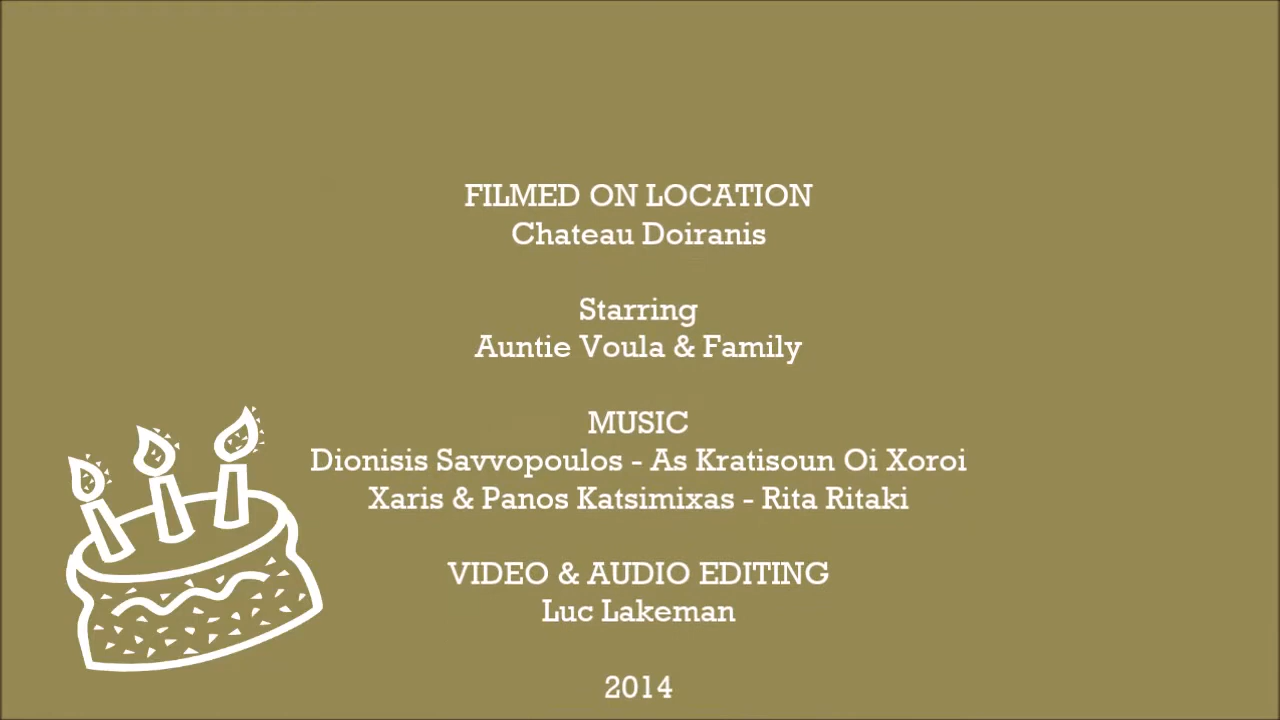 FILMED ON LOCATION
Chateau Doiranis
Starring
Auntie Voula & Family
MUSIC
Dionisis Savvopoulos - As Kratisoun Oi Xoroi
Xaris & Panos Katsimixas - Rita Ritaki
VIDEO & AUDIO EDITING
Luc Lakeman
2014